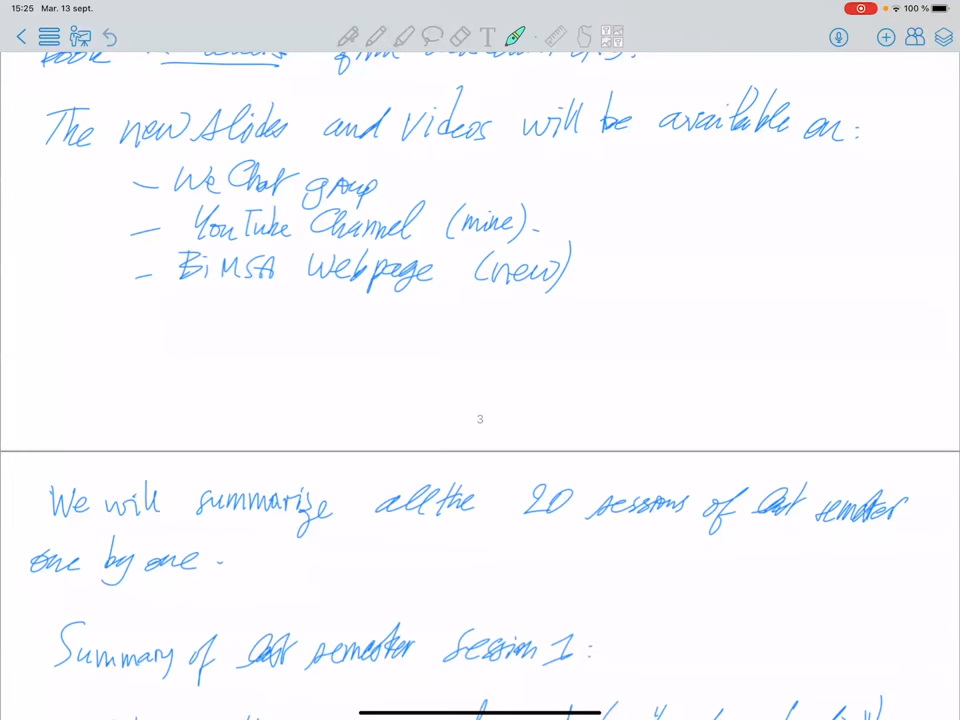 15:25 Mar. 13 sept. 100 %
book
The new slides and videos will be available on:
– WeChat group
– YouTube Channel (mine).
– BiMSA Webpage (new)
3
We will summarize all the 20 sessions of last semester
one by one.
Summary of last semester session 1: